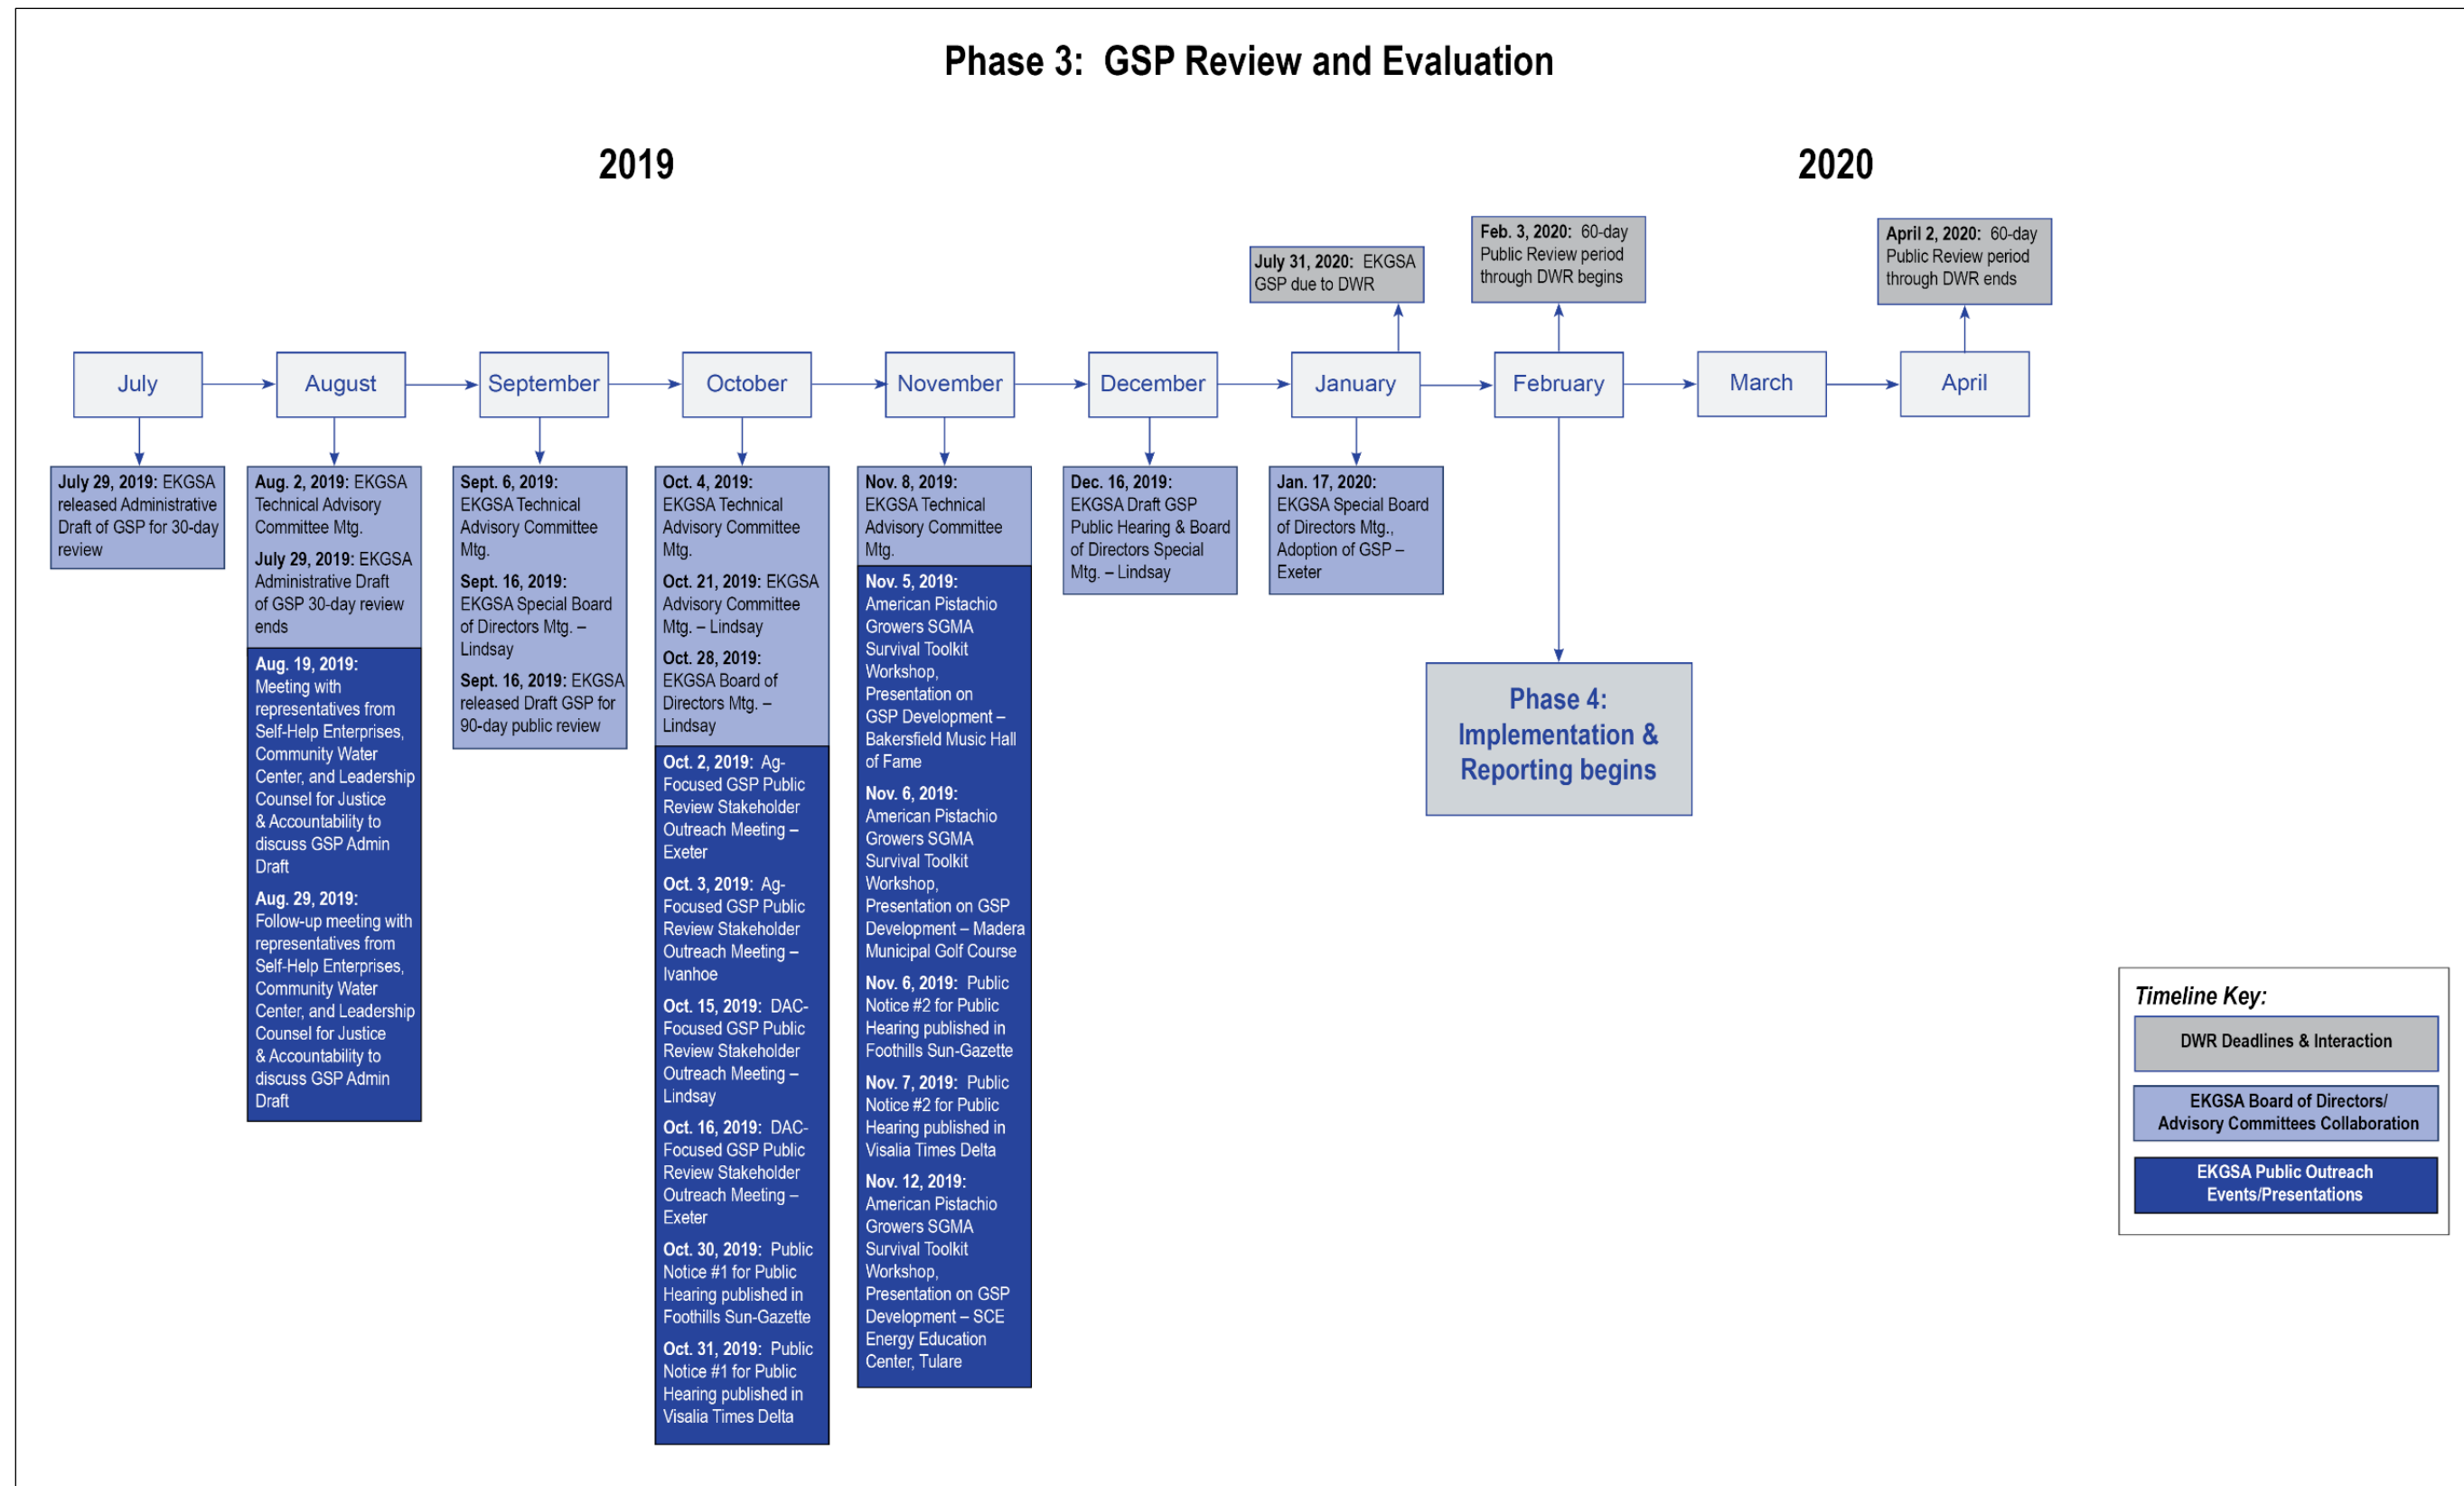 Phase 3: GSP Review and Evaluation
2019
2020
July 31, 2020: EKGSA
GSP due to DWR
Feb. 3, 2020: 60-day
Public Review period
through DWR begins
April 2, 2020: 60-day
Public Review period
through DWR ends
July
August
September
October
November
December
January
February
March
April
July 29, 2019: EKGSA
released Administrative
Draft of GSP for 30-day
review
Aug. 2, 2019: EKGSA
Technical Advisory
Committee Mtg.
July 29, 2019: EKGSA
Administrative Draft
of GSP 30-day review
ends
Aug. 19, 2019:
Meeting with
representatives from
Self-Help Enterprises,
Community Water
Center, and Leadership
Counsel for Justice
& Accountability to
discuss GSP Admin
Draft
Aug. 29, 2019:
Follow-up meeting with
representatives from
Self-Help Enterprises,
Community Water
Center, and Leadership
Counsel for Justice
& Accountability to
discuss GSP Admin
Draft
Sept. 6, 2019:
EKGSA Technical
Advisory Committee
Mtg.
Sept. 16, 2019:
EKGSA Special Board
of Directors Mtg. –
Lindsay
Sept. 16, 2019: EKGSA
released Draft GSP for
90-day public review
Oct. 4, 2019:
EKGSA Technical
Advisory Committee
Mtg.
Oct. 21, 2019: EKGSA
Advisory Committee
Mtg. – Lindsay
Oct. 28, 2019:
EKGSA Board of
Directors Mtg. –
Lindsay
Oct. 2, 2019: Ag-
Focused GSP Public
Review Stakeholder
Outreach Meeting –
Exeter
Oct. 3, 2019: Ag-
Focused GSP Public
Review Stakeholder
Outreach Meeting –
Ivanhoe
Oct. 15, 2019: DAC-
Focused GSP Public
Review Stakeholder
Outreach Meeting –
Lindsay
Oct. 16, 2019: DAC-
Focused GSP Public
Review Stakeholder
Outreach Meeting –
Exeter
Oct. 30, 2019: Public
Notice #1 for Public
Hearing published in
Foothills Sun-Gazette
Oct. 31, 2019: Public
Notice #1 for Public
Hearing published in
Visalia Times Delta
Nov. 8, 2019:
EKGSA Technical
Advisory Committee
Mtg.
Nov. 5, 2019:
American Pistachio
Growers SGMA
Survival Toolkit
Workshop,
Presentation on
GSP Development –
Bakersfield Music Hall
of Fame
Nov. 6, 2019:
American Pistachio
Growers SGMA
Survival Toolkit
Workshop,
Presentation on GSP
Development – Madera
Municipal Golf Course
Nov. 6, 2019: Public
Notice #2 for Public
Hearing published in
Foothills Sun-Gazette
Nov. 7, 2019: Public
Notice #2 for Public
Hearing published in
Visalia Times Delta
Nov. 12, 2019:
American Pistachio
Growers SGMA
Survival Toolkit
Workshop,
Presentation on GSP
Development – SCE
Energy Education
Center, Tulare
Dec. 16, 2019:
EKGSA Draft GSP
Public Hearing & Board
of Directors Special
Mtg. – Lindsay
Jan. 17, 2020:
EKGSA Special Board
of Directors Mtg.,
Adoption of GSP –
Exeter
Phase 4:
Implementation &
Reporting begins
Timeline Key:
DWR Deadlines & Interaction
EKGSA Board of Directors/
Advisory Committees Collaboration
EKGSA Public Outreach
Events/Presentations